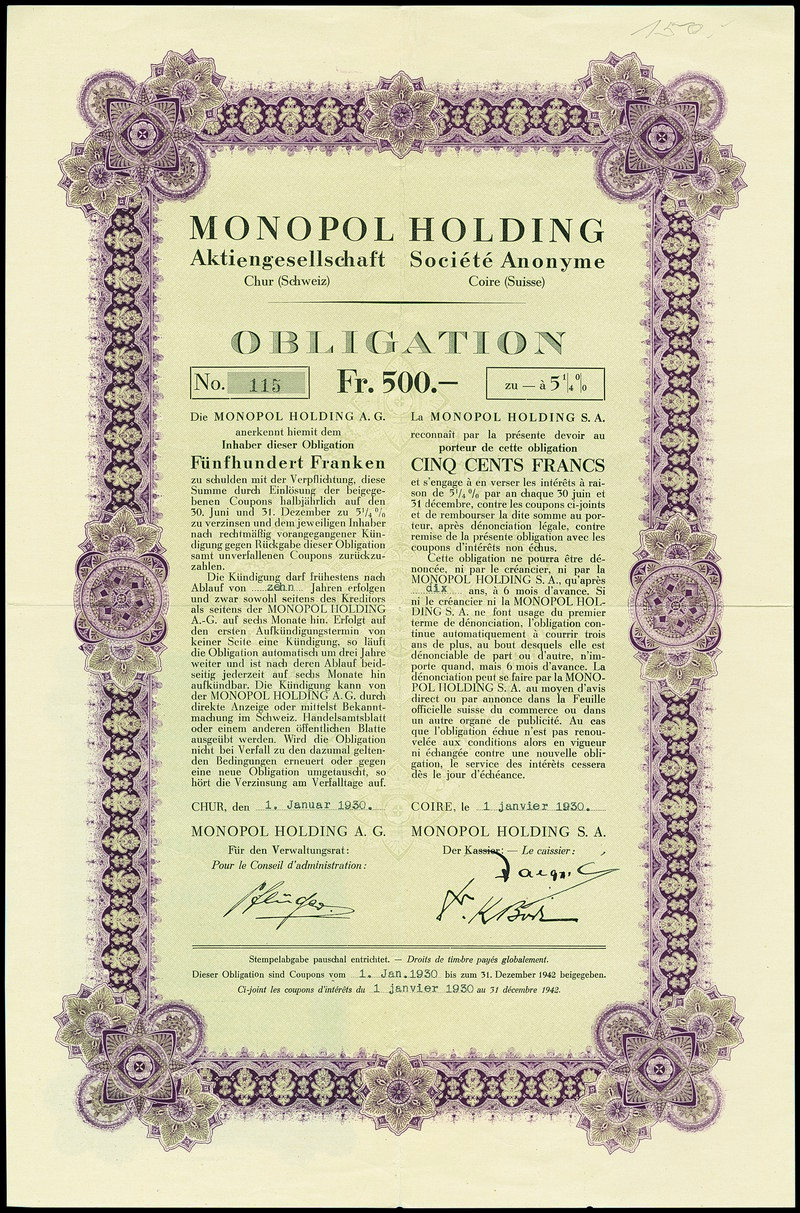 150.
MONOPOL HOLDING
Aktiengesellschaft Société Anonyme
Chur (Schweiz) Coire (Suisse)
OBLIGATION
No. 115 Fr. 500.— zu — à 5 1/4 %
Die MONOPOL HOLDING A. G.
anerkennt hiemit dem
Inhaber dieser Obligation
Fünfhundert Franken
zu schulden mit der Verpflichtung, diese
Summe durch Einlösung der beigege-
benen Coupons halbjährlich auf den
30. Juni und 31. Dezember zu 5 1/4 %
zu verzinsen und dem jeweiligen Inhaber
nach rechtmäßig vorangegangener Kün-
digung gegen Rückgabe dieser Obligation
samt unverfallenen Coupons zurückzu-
zahlen.
Die Kündigung darf frühestens nach
Ablauf von zehn Jahren erfolgen
und zwar sowohl seitens des Kreditors
als seitens der MONOPOL HOLDING
A.-G. auf sechs Monate hin. Erfolgt auf
den ersten Aufkündigungstermin von
keiner Seite eine Kündigung, so läuft
die Obligation automatisch um drei Jahre
weiter und ist nach deren Ablauf beid-
seitig jederzeit auf sechs Monate hin
aufkündbar. Die Kündigung kann von
der MONOPOL HOLDING A. G. durch
direkte Anzeige oder mittelst Bekannt-
machung im Schweiz. Handelsamtsblatt
oder einem anderen öffentlichen Blatte
ausgeübt werden. Wird die Obligation
nicht bei Verfall zu den dazumal gelten-
den Bedingungen erneuert oder gegen
eine neue Obligation umgetauscht, so
hört die Verzinsung am Verfalltage auf.
CHUR, den 1. Januar 1930.
MONOPOL HOLDING A. G.
Für den Verwaltungsrat:
Pour le Conseil d'administration:
La MONOPOL HOLDING S. A.
reconnait par la présente devoir au
porteur de cette obligation
CINQ CENTS FRANCS
et s'engage à en verser les intérêts à rai-
son de 5 1/4 % par an chaque 30 juin et
31 décembre, contre les coupons ci-joints
et de rembourser la dite somme au por-
teur, après dénonciation légale, contre
remise de la présente obligation avec les
coupons d'intérêts non échus.
Cette obligation ne pourra être dé-
noncée, ni par le créancier, ni par la
MONOPOL HOLDING S. A., qu'après
dix ans, à 6 mois d'avance. Si
ni le créancier ni la MONOPOL HOL-
DING S. A. ne font usage du premier
terme de dénonciation, l'obligation con-
tinue automatiquement à courrir trois
ans de plus, au bout desquels elle est
dénonciable de part ou d'autre, n'im-
porte quand, mais 6 mois d'avance. La
dénonciation peut se faire par la MONO-
POL HOLDING S. A. au moyen d'avis
direct ou par annonce dans la Feuille
officielle suisse du commerce ou dans
un autre organe de publicité. Au cas
que l'obligation échue n'est pas renou-
velée aux conditions alors en vigueur
ni échangée contre une nouvelle obli-
gation, le service des intérêts cessera
dès le jour d'échéance.
COIRE, le 1 janvier 1930.
MONOPOL HOLDING S. A.
Der Kassier: — Le caissier:
Stempelabgabe pauschal entrichtet. — Droits de timbre payés globalement.
Dieser Obligation sind Coupons vom 1. Jan. 1930 bis zum 31. Dezember 1942 beigegeben.
Ci-joint les coupons d'intérêts du 1 janvier 1930 au 31 décembre 1942.